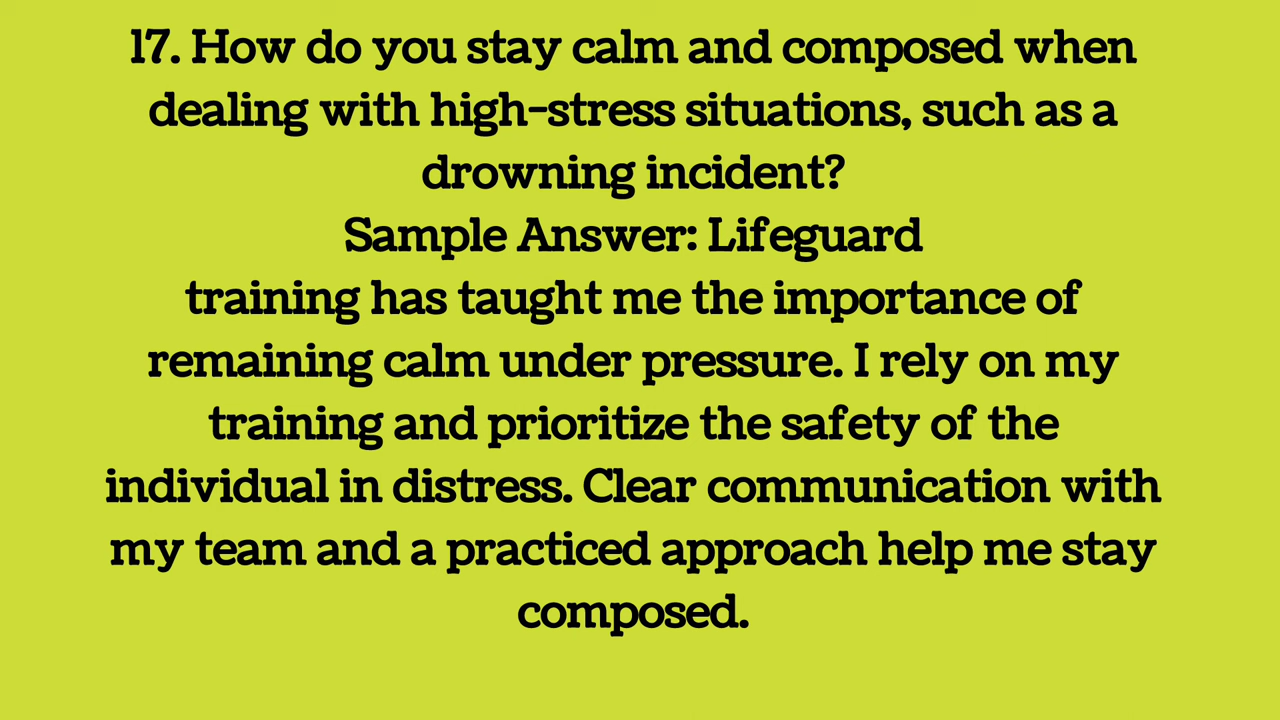 17. How do you stay calm and composed when
dealing with high-stress situations, such as a
drowning incident?
Sample Answer: Lifeguard
training has taught me the importance of
remaining calm under pressure. I rely on my
training and prioritize the safety of the
individual in distress. Clear communication with
my team and a practiced approach help me stay
composed.